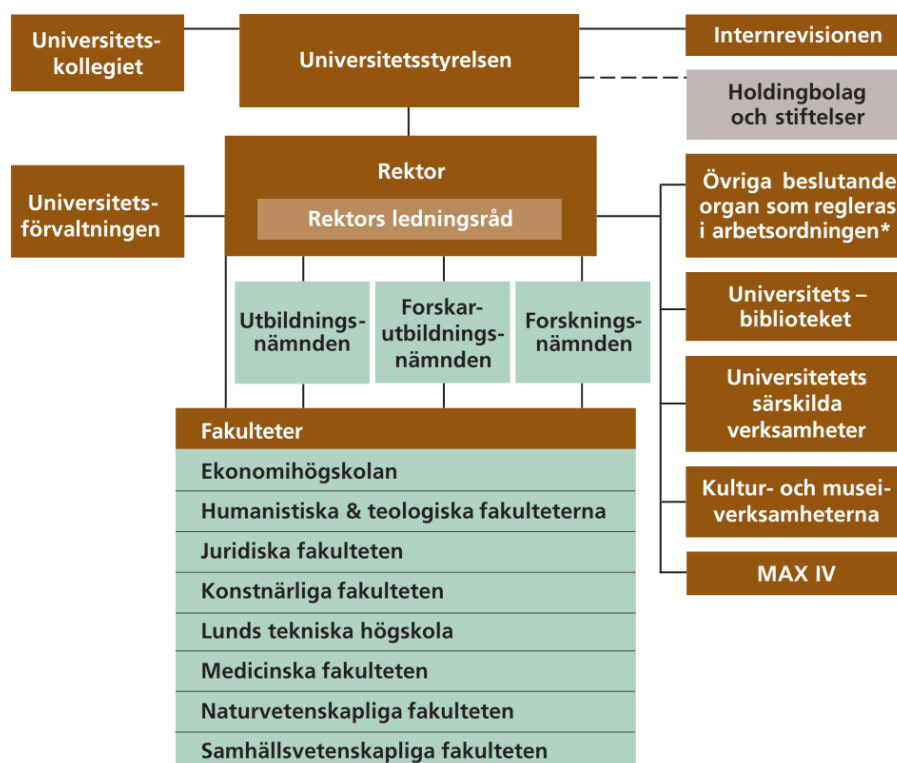 Universitets-
kollegiet
Universitetsstyrelsen
Internrevisionen
Holdingbolag
och stiftelser
Universitets-
förvaltningen
Rektor
Rektors ledningsråd
Övriga beslutande
organ som regleras
i arbetsordningen*
Utbildnings-
nämnden
Forskar-
utbildnings-
nämnden
Forsknings-
nämnden
Universitets –
biblioteket
Universitetets
särskilda
verksamheter
Kultur- och musei-
verksamheterna
MAX IV
Fakulteter
Ekonomihögskolan
Humanistiska & teologiska fakulteterna
Juridiska fakulteten
Konstnärliga fakulteten
Lunds tekniska högskola
Medicinska fakulteten
Naturvetenskapliga fakulteten
Samhällsvetenskapliga fakulteten